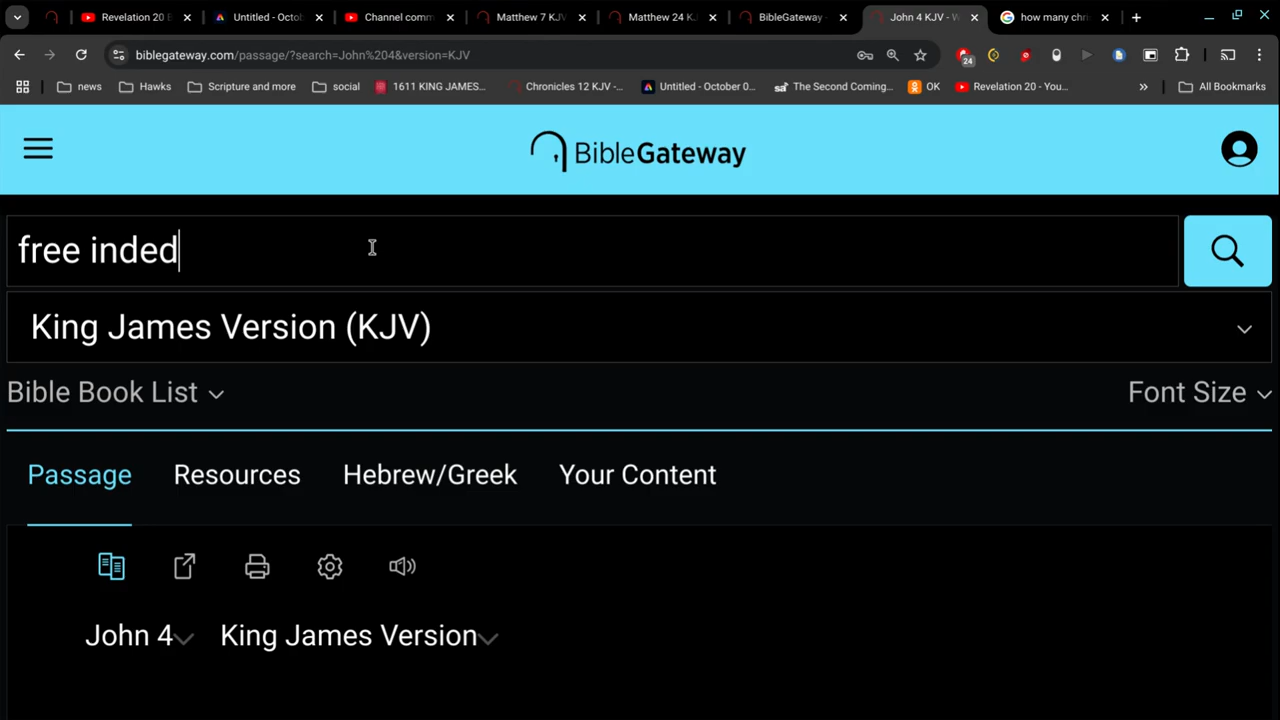 Revelation 20 E
Untitled - Octob
Channel comm
Matthew 7 KJV
Matthew 24 KJ
BibleGateway -
John 4 KJV - W
how many chri
biblegateway.com/passage/?search=John%204&version=KJV
24
news
Hawks
Scripture and more
social
1611 KING JAMES...
Chronicles 12 KJV -...
Untitled - October 0...
The Second Coming...
OK
Revelation 20 - You...
»
All Bookmarks
BibleGateway
free inded
King James Version (KJV)
Bible Book List
Font Size
Passage Resources Hebrew/Greek Your Content
John 4 King James Version